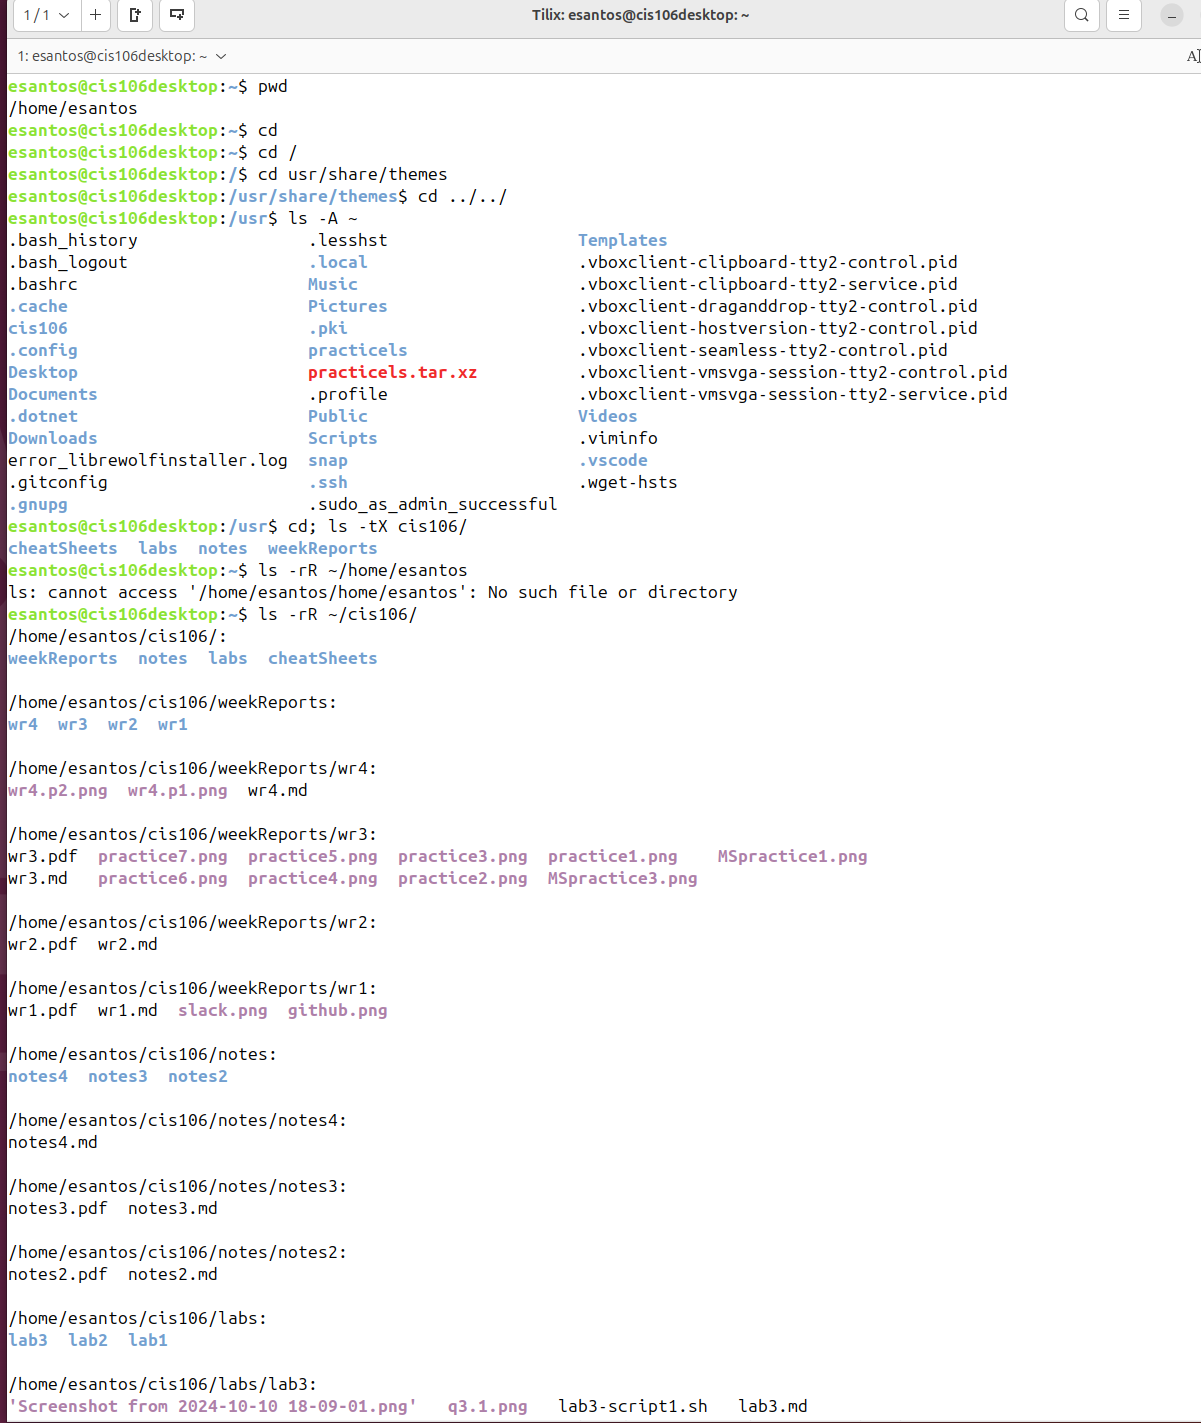 1 / 1
Tilix: esantos@cis106desktop: ~
1: esantos@cis106desktop: ~
esantos@cis106desktop:~$ pwd
/home/esantos
esantos@cis106desktop:~$ cd
esantos@cis106desktop:~$ cd /
esantos@cis106desktop:/$ cd usr/share/themes
esantos@cis106desktop:/usr/share/themes$ cd ../../
esantos@cis106desktop:/usr$ ls -A ~
.bash_history .lesshst Templates
.bash_logout .local .vboxclient-clipboard-tty2-control.pid
.bashrc Music .vboxclient-clipboard-tty2-service.pid
.cache Pictures .vboxclient-draganddrop-tty2-control.pid
cis106 .pki .vboxclient-hostversion-tty2-control.pid
.config practicels .vboxclient-seamless-tty2-control.pid
Desktop practicels.tar.xz .vboxclient-vmsvga-session-tty2-control.pid
Documents .profile .vboxclient-vmsvga-session-tty2-service.pid
.dotnet Public Videos
Downloads Scripts .viminfo
error_librewolfinstaller.log snap .vscode
.gitconfig .ssh .wget-hsts
.gnupg .sudo_as_admin_successful
esantos@cis106desktop:/usr$ cd; ls -tX cis106/
cheatSheets labs notes weekReports
esantos@cis106desktop:~$ ls -rR ~/home/esantos
ls: cannot access '/home/esantos/home/esantos': No such file or directory
esantos@cis106desktop:~$ ls -rR ~/cis106/
/home/esantos/cis106/:
weekReports notes labs cheatSheets
/home/esantos/cis106/weekReports:
wr4 wr3 wr2 wr1
/home/esantos/cis106/weekReports/wr4:
wr4.p2.png wr4.p1.png wr4.md
/home/esantos/cis106/weekReports/wr3:
wr3.pdf practice7.png practice5.png practice3.png practice1.png MSpractice1.png
wr3.md practice6.png practice4.png practice2.png MSpractice3.png
/home/esantos/cis106/weekReports/wr2:
wr2.pdf wr2.md
/home/esantos/cis106/weekReports/wr1:
wr1.pdf wr1.md slack.png github.png
/home/esantos/cis106/notes:
notes4 notes3 notes2
/home/esantos/cis106/notes/notes4:
notes4.md
/home/esantos/cis106/notes/notes3:
notes3.pdf notes3.md
/home/esantos/cis106/notes/notes2:
notes2.pdf notes2.md
/home/esantos/cis106/labs:
lab3 lab2 lab1
/home/esantos/cis106/labs/lab3:
'Screenshot from 2024-10-10 18-09-01.png' q3.1.png lab3-script1.sh lab3.md